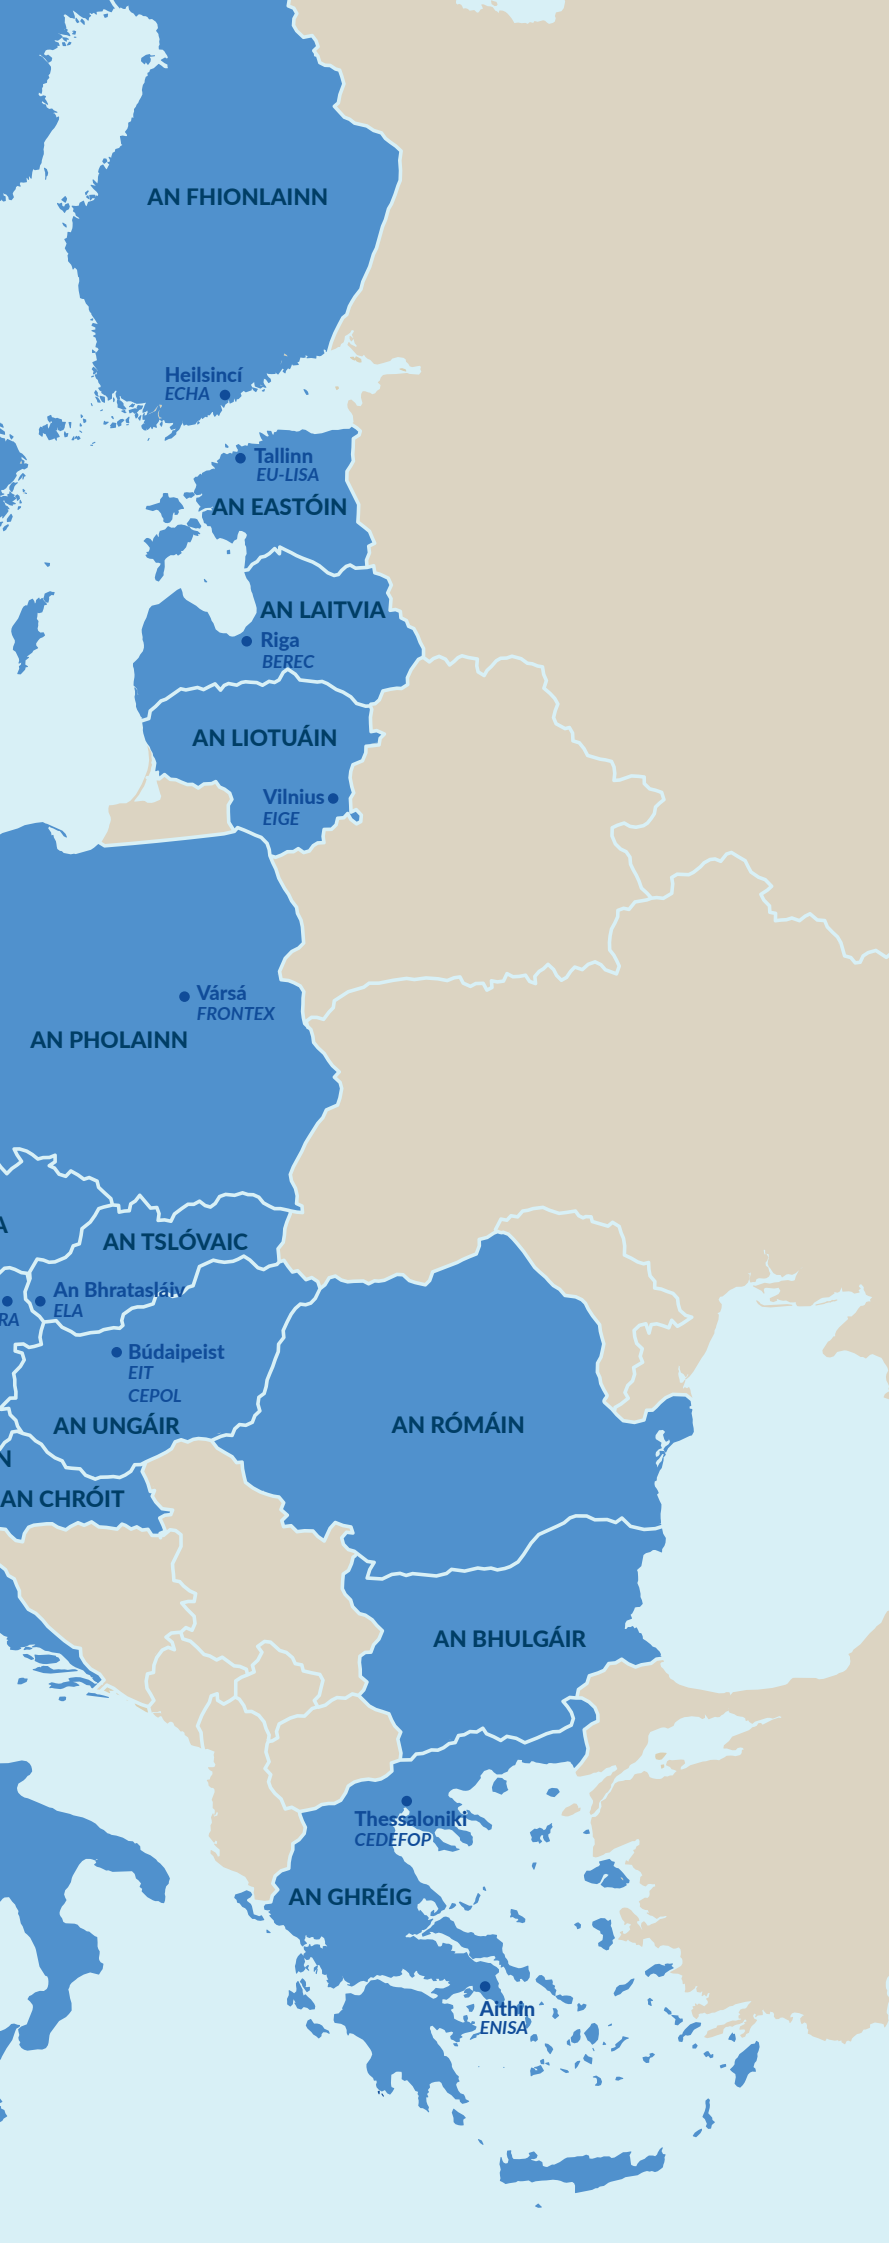 AN FHIONLAINN
Heilsincí
ECHA
Tallinn
EU-LISA
AN EASTÓIN
AN LAITVIA
Riga
BEREC
AN LIOTUÁIN
Vilnius
EIGE
Vársá
FRONTEX
AN PHOLAINN
A
AN TSLÓVAIC
An Bhratasláiv
ELA
RA
Búdaipeist
EIT
CEPOL
AN UNGÁIR
AN RÓMÁIN
N
AN CHRÓIT
AN BHULGÁIR
Thessaloniki
CEDEFOP
AN GHRÉIG
Aithin
ENISA